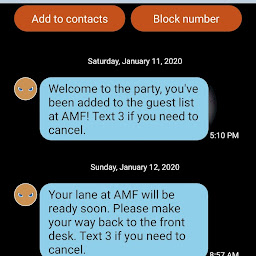 Add to contacts
Block number
Saturday, January 11, 2020
Welcome to the party, you've
been added to the guest list
at AMF! Text 3 if you need to
cancel.
5:10 PM
Sunday, January 12, 2020
Your lane at AMF will be
ready soon. Please make
your way back to the front
desk. Text 3 if you need to
cancel.
8:57 AM